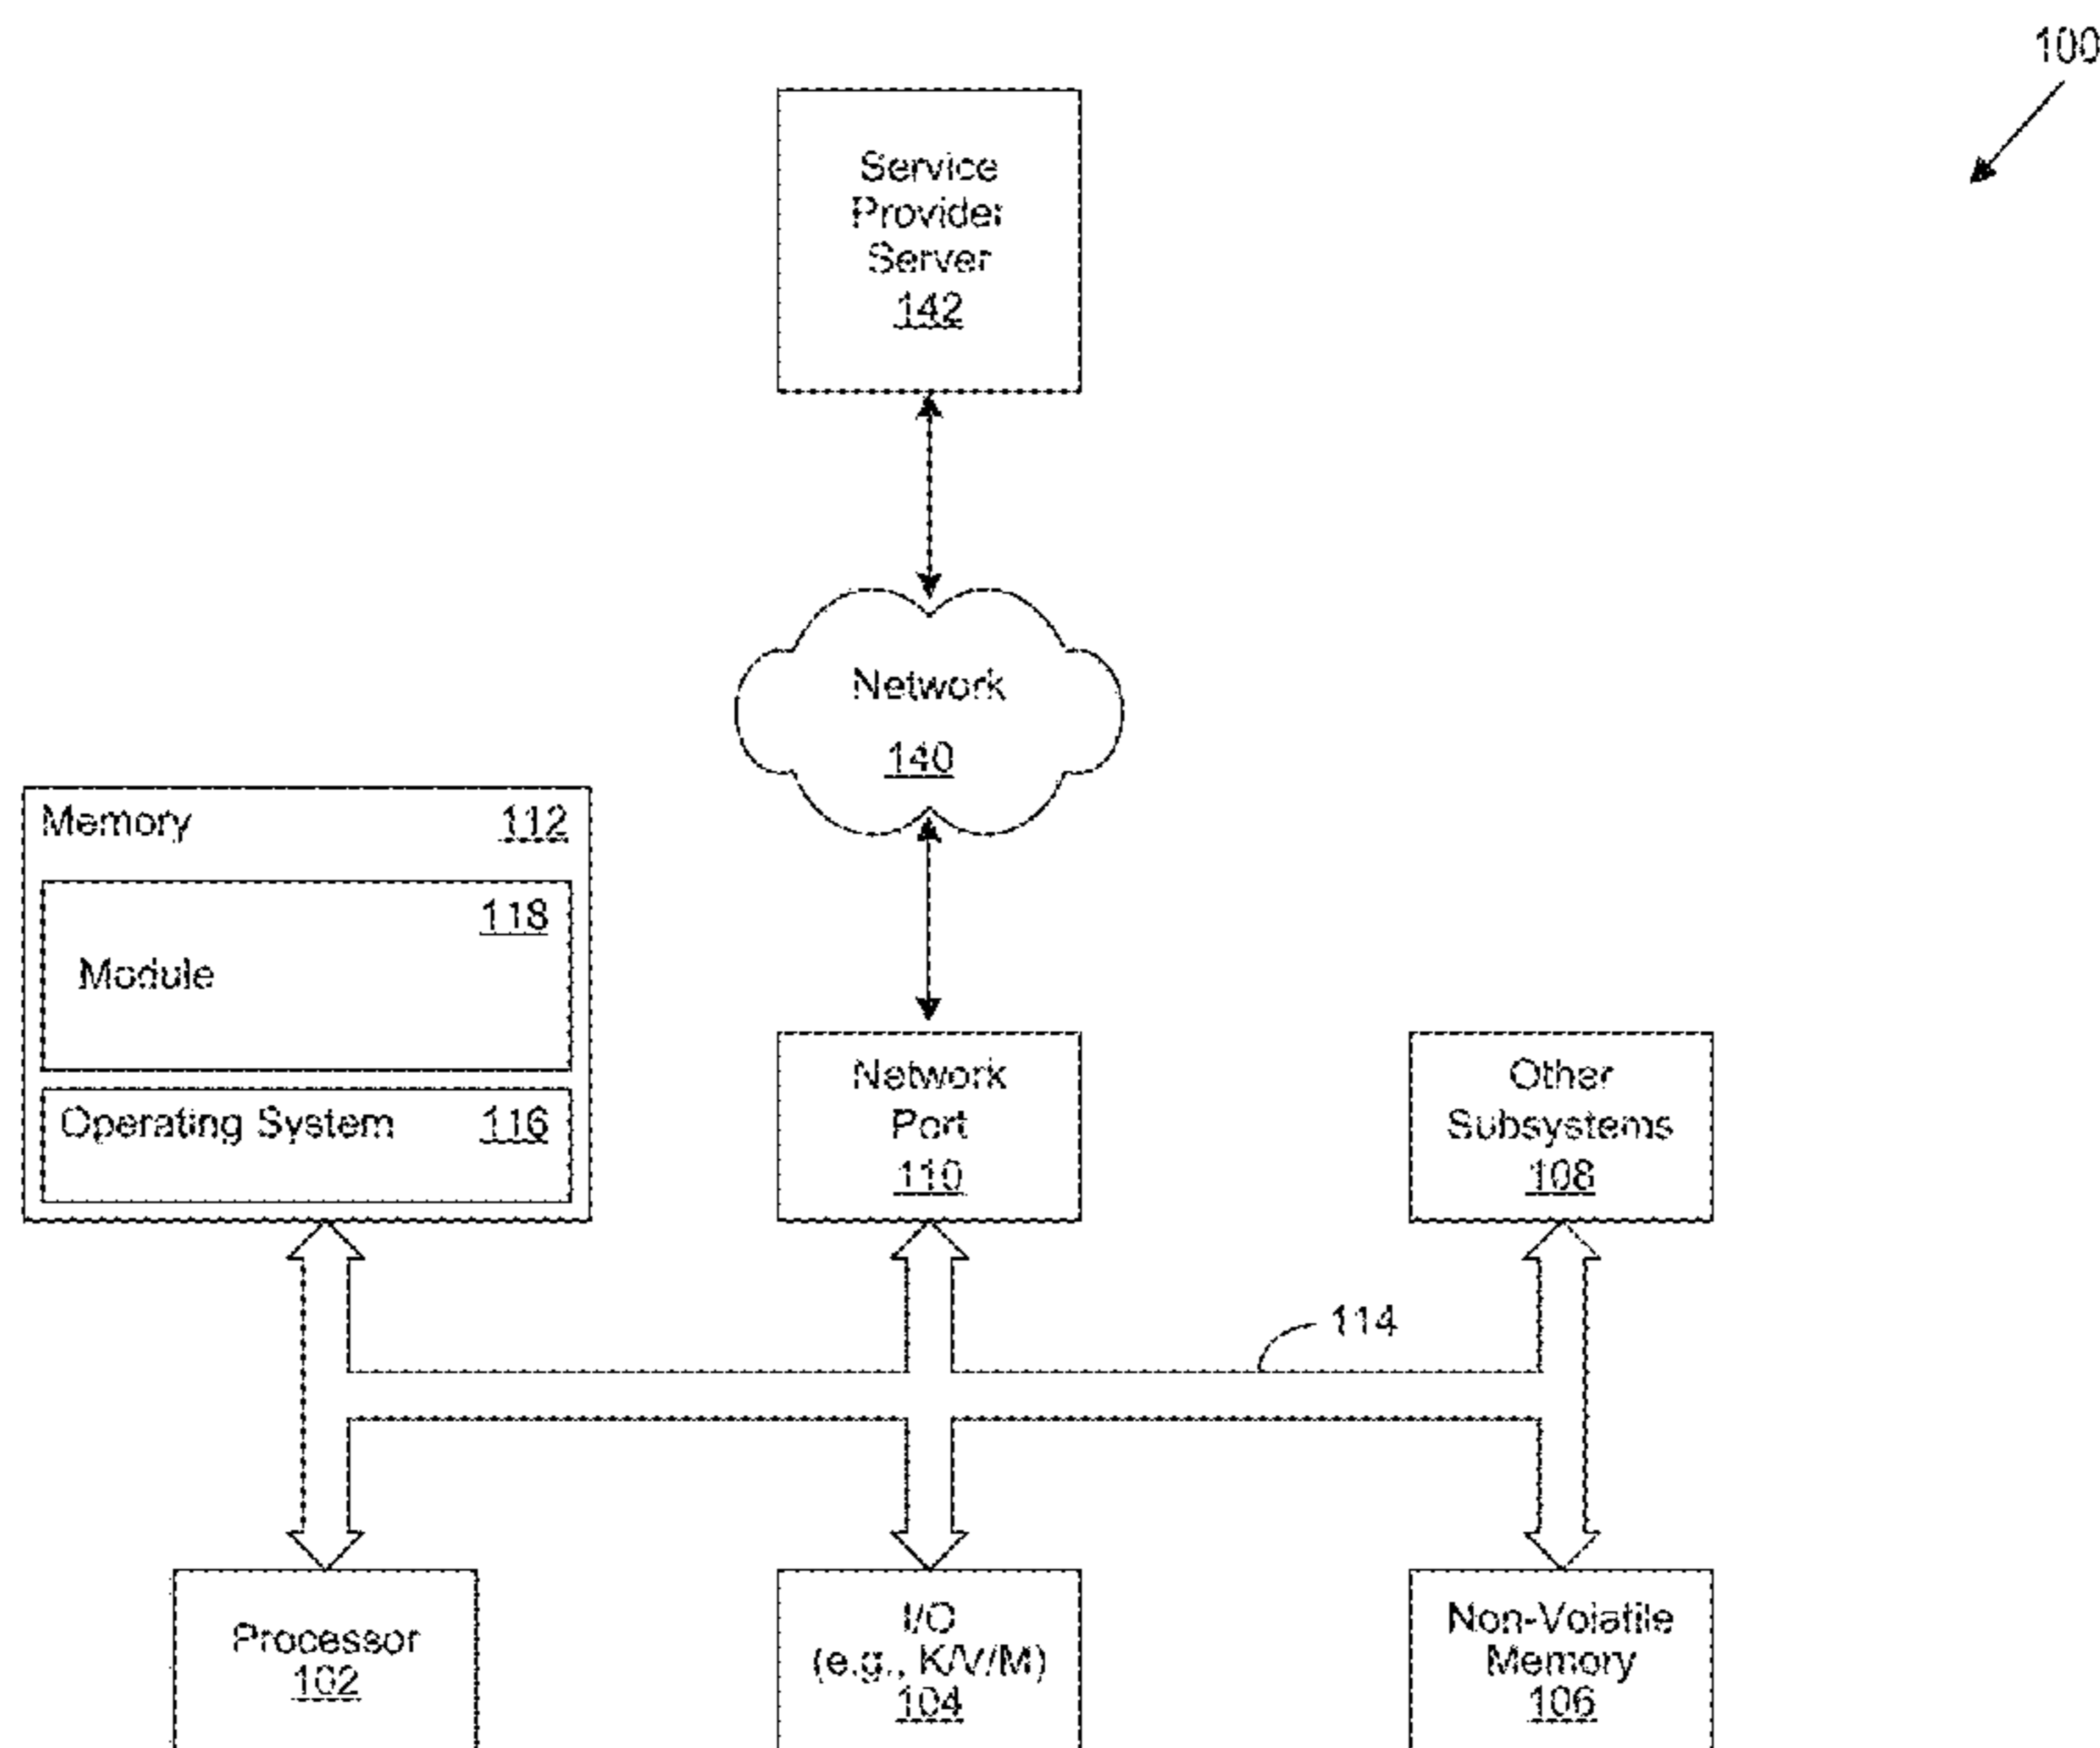 100
Service
Provider
Server
142
Network
140
Memory 112
118
Module
Operating System 116
Network
Port
110
Other
Subsystems
108
114
Processor
102
I/O
(e.g., K/V/M)
104
Non-Volatile
Memory
106